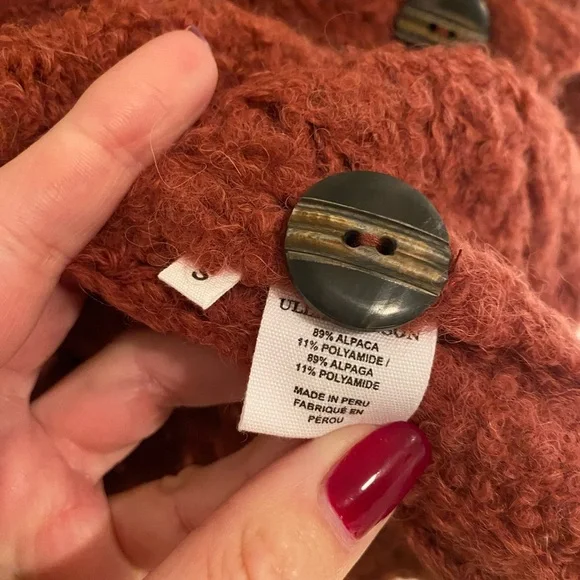 S
89% ALPACA
11% POLYAMIDE /
89% ALPAGA
11% POLYAMIDE
MADE IN PERU
FABRIQUÉ EN
PÉROU